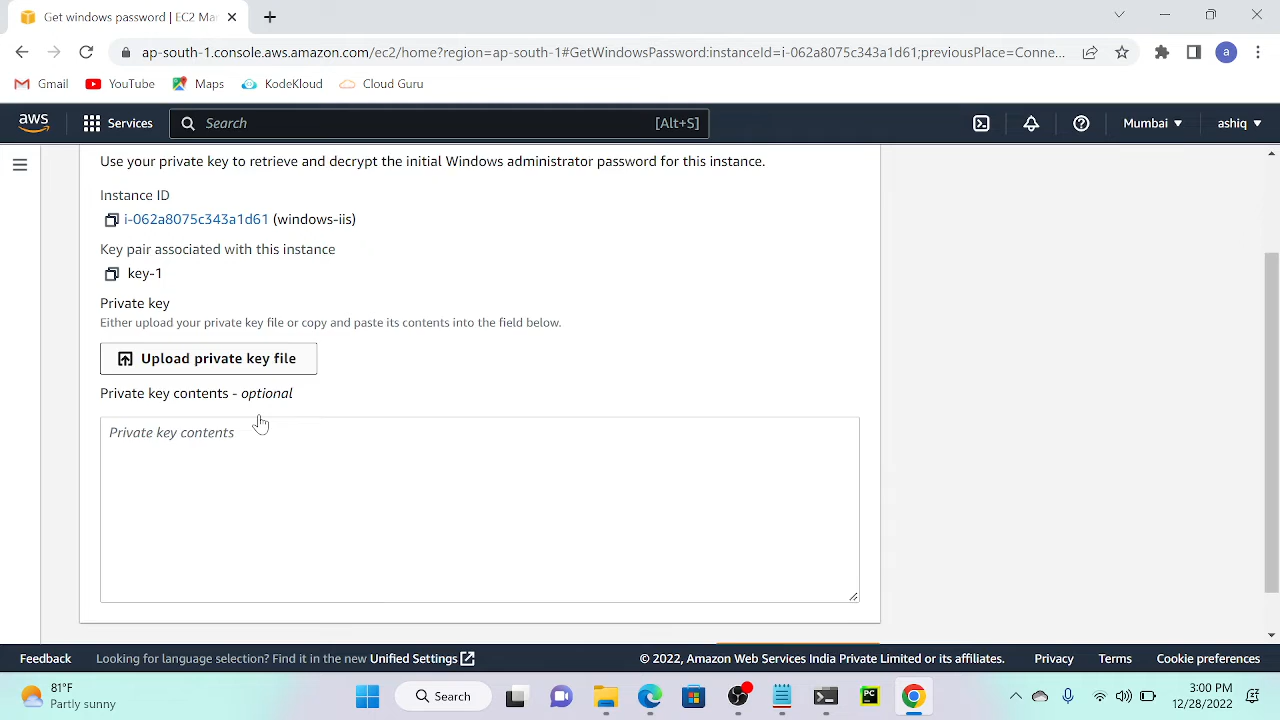 Get windows password | EC2 Mar
ap-south-1.console.aws.amazon.com/ec2/home?region=ap-south-1#GetWindowsPassword:instanceId=i-062a8075c343a1d61;previousPlace=Conne...
a
Gmail
YouTube
Maps
KodeKloud
Cloud Guru
aws
Services
Search
[Alt+S]
Mumbai
ashiq
Use your private key to retrieve and decrypt the initial Windows administrator password for this instance.
Instance ID
i-062a8075c343a1d61 (windows-iis)
Key pair associated with this instance
key-1
Private key
Either upload your private key file or copy and paste its contents into the field below.
Upload private key file
Private key contents - optional
Private key contents
Feedback
Looking for language selection? Find it in the new Unified Settings
© 2022, Amazon Web Services India Private Limited or its affiliates.
Privacy
Terms
Cookie preferences
81°F
Partly sunny
Search
PC
3:00 PM
12/28/2022